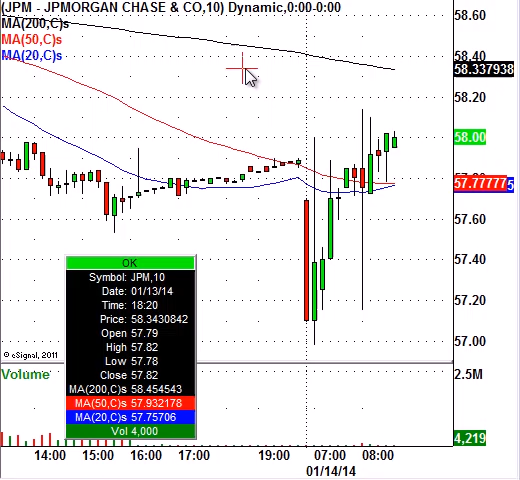 (JPM - JPMORGAN CHASE & CO,10) Dynamic,0:00-0:00
MA(200,C)s
MA(50,C)s
MA(20,C)s
58.60
58.40
58.337938
58.20
58.00
57.77777
57.60
57.40
57.20
57.00
OK
Symbol: JPM,10
Date: 01/13/14
Time: 18:20
Price: 58.3430842
Open 57.79
High 57.82
Low 57.78
Close 57.82
MA(200,C)s 58.454543
MA(50,C)s 57.932178
MA(20,C)s 57.75706
Vol 4,000
© eSignal, 2011
Volume
2.5M
4,219
14:00 15:00 16:00 17:00 19:00 07:00 08:00
01/14/14